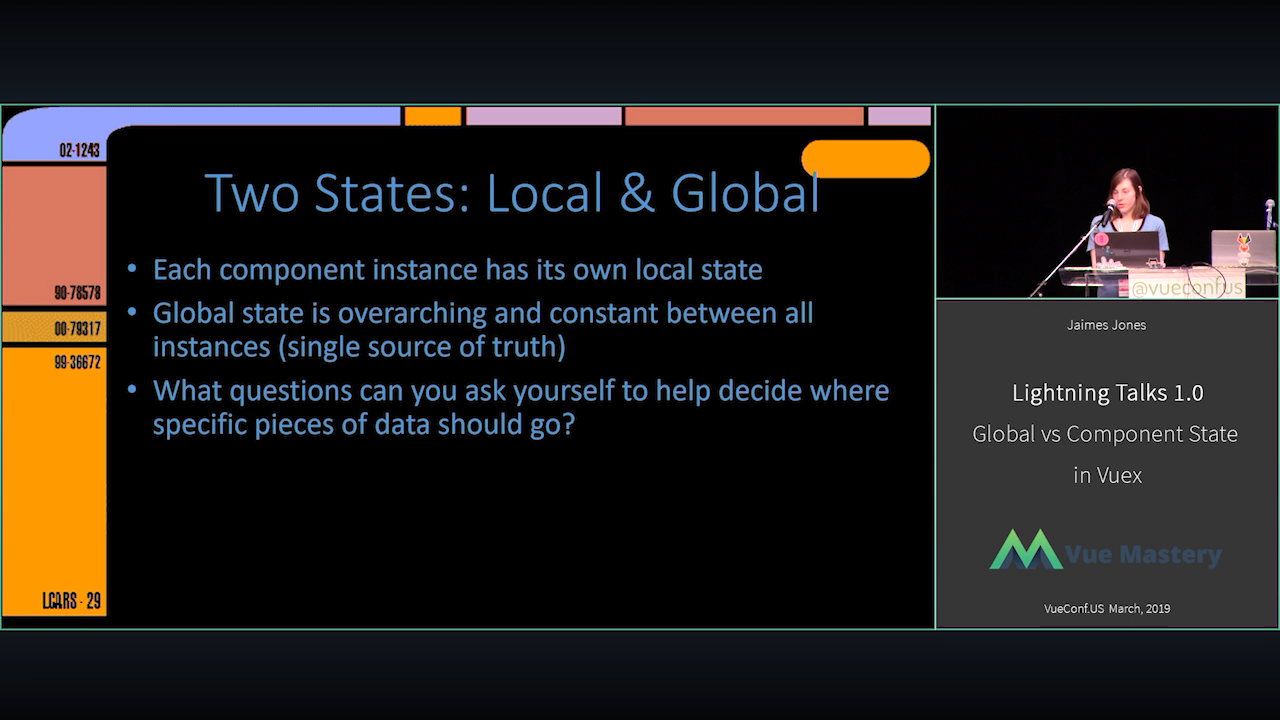 02-1243
90-78578
00-79317
99-36672
LCARS - 29
Two States: Local & Global
• Each component instance has its own local state
• Global state is overarching and constant between all
instances (single source of truth)
• What questions can you ask yourself to help decide where
specific pieces of data should go?
@vueconfus
Jaimes Jones
Lightning Talks 1.0
Global vs Component State
in Vuex
Vue Mastery
VueConf.US March, 2019